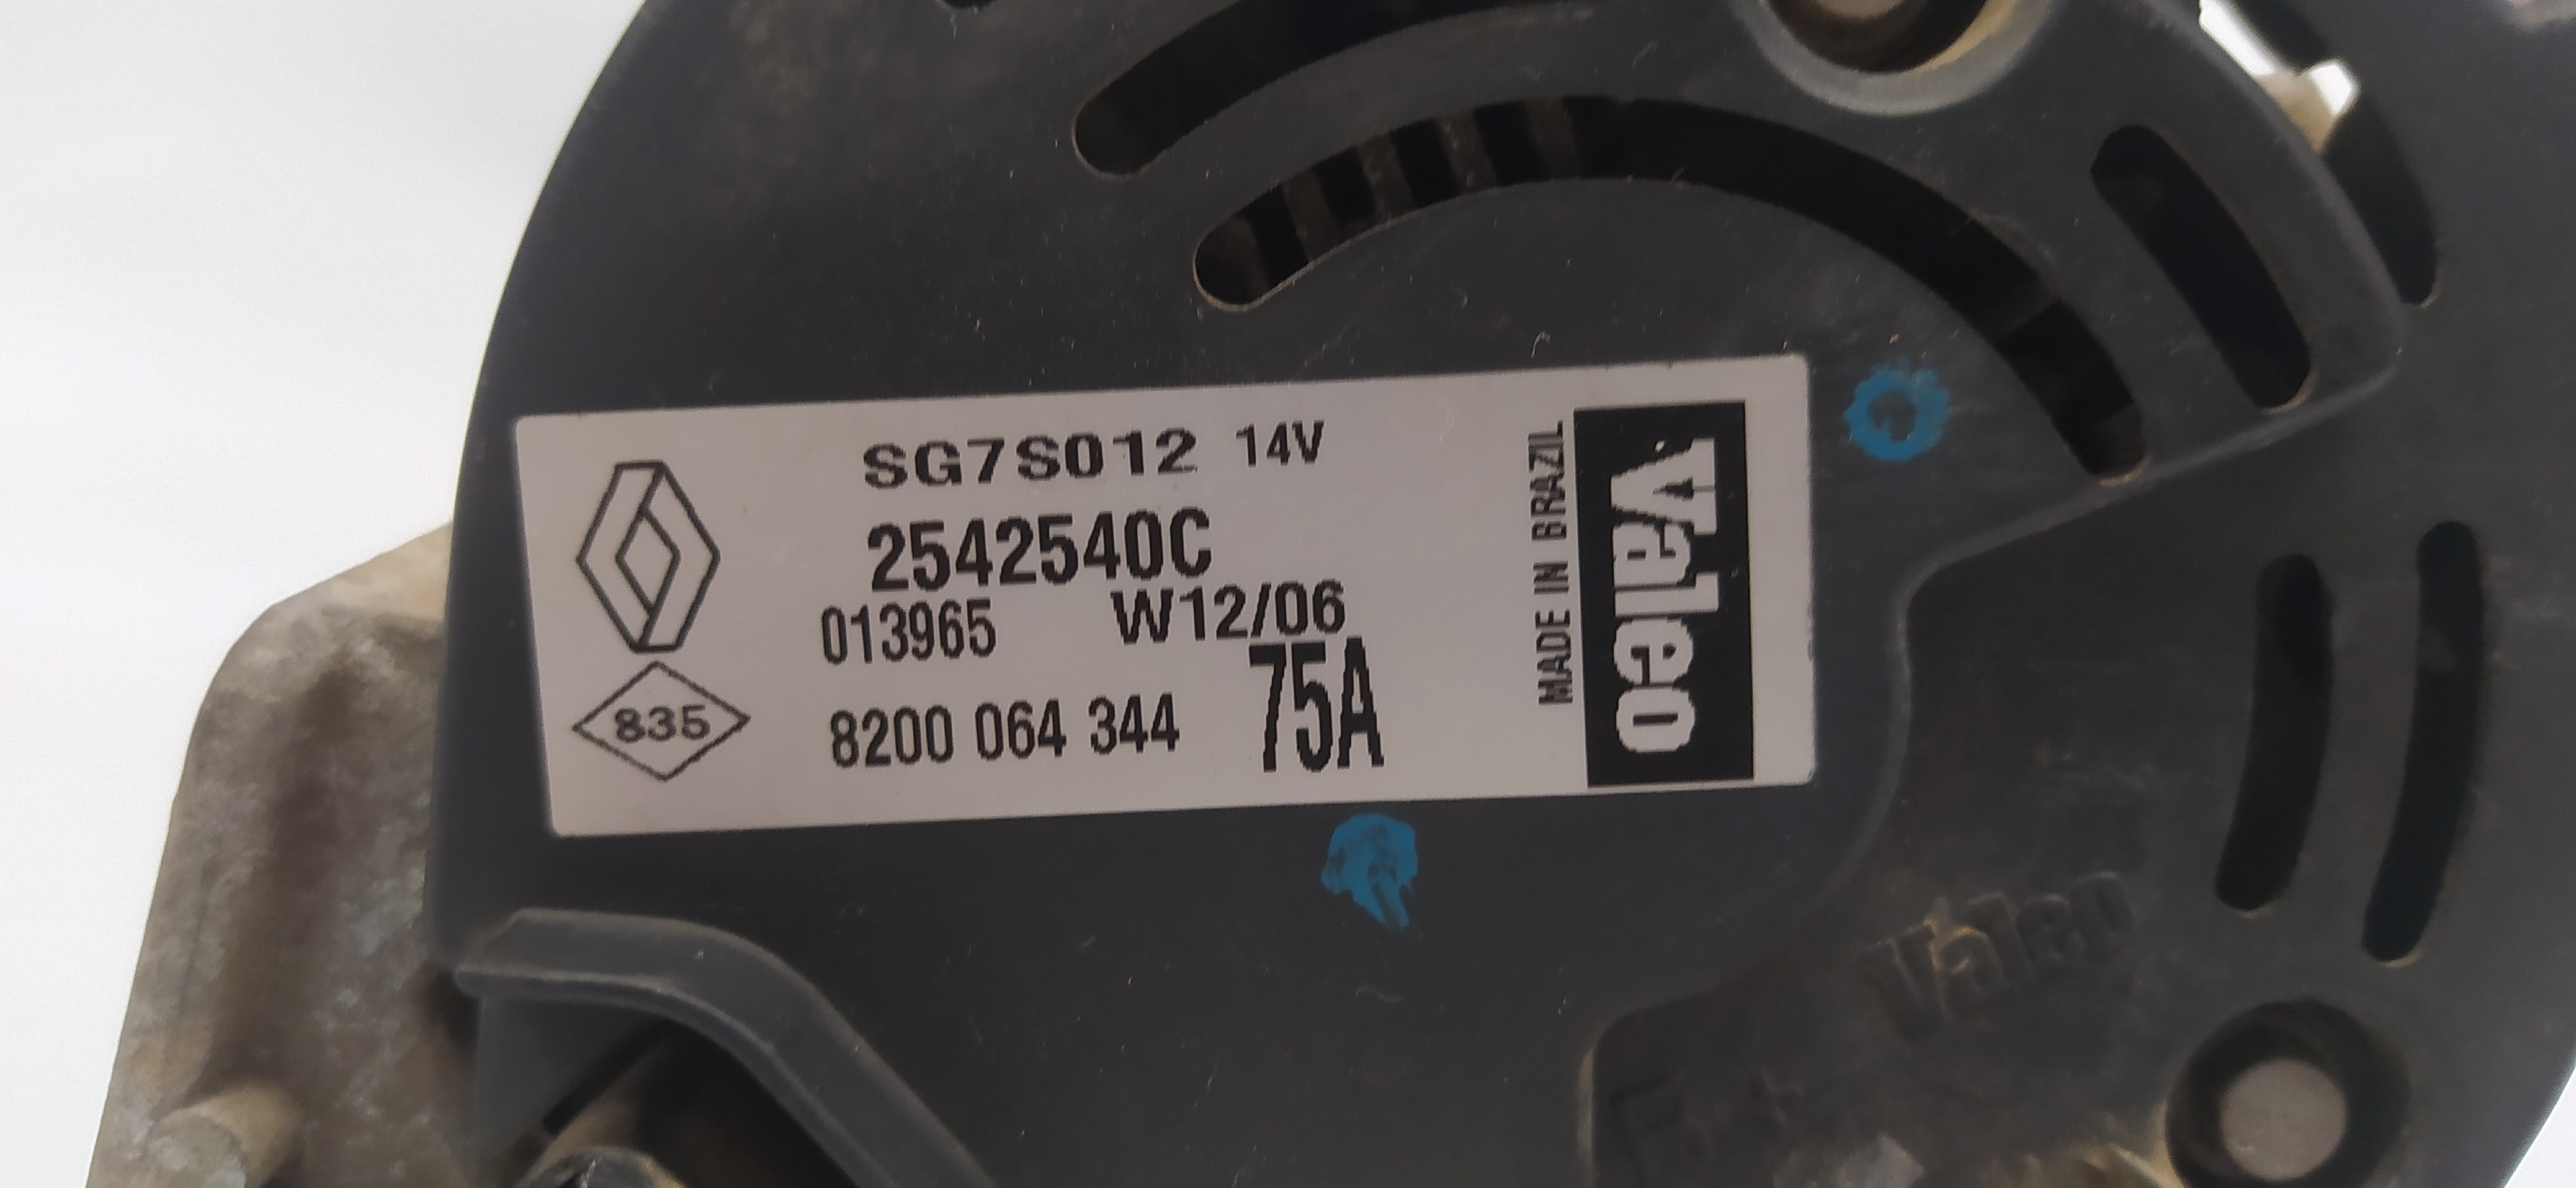 SG7S012 14V
2542540C
013965 W12/06
8200 064 344 75A
835
MADE IN BRAZIL
Valeo
Valeo
B+